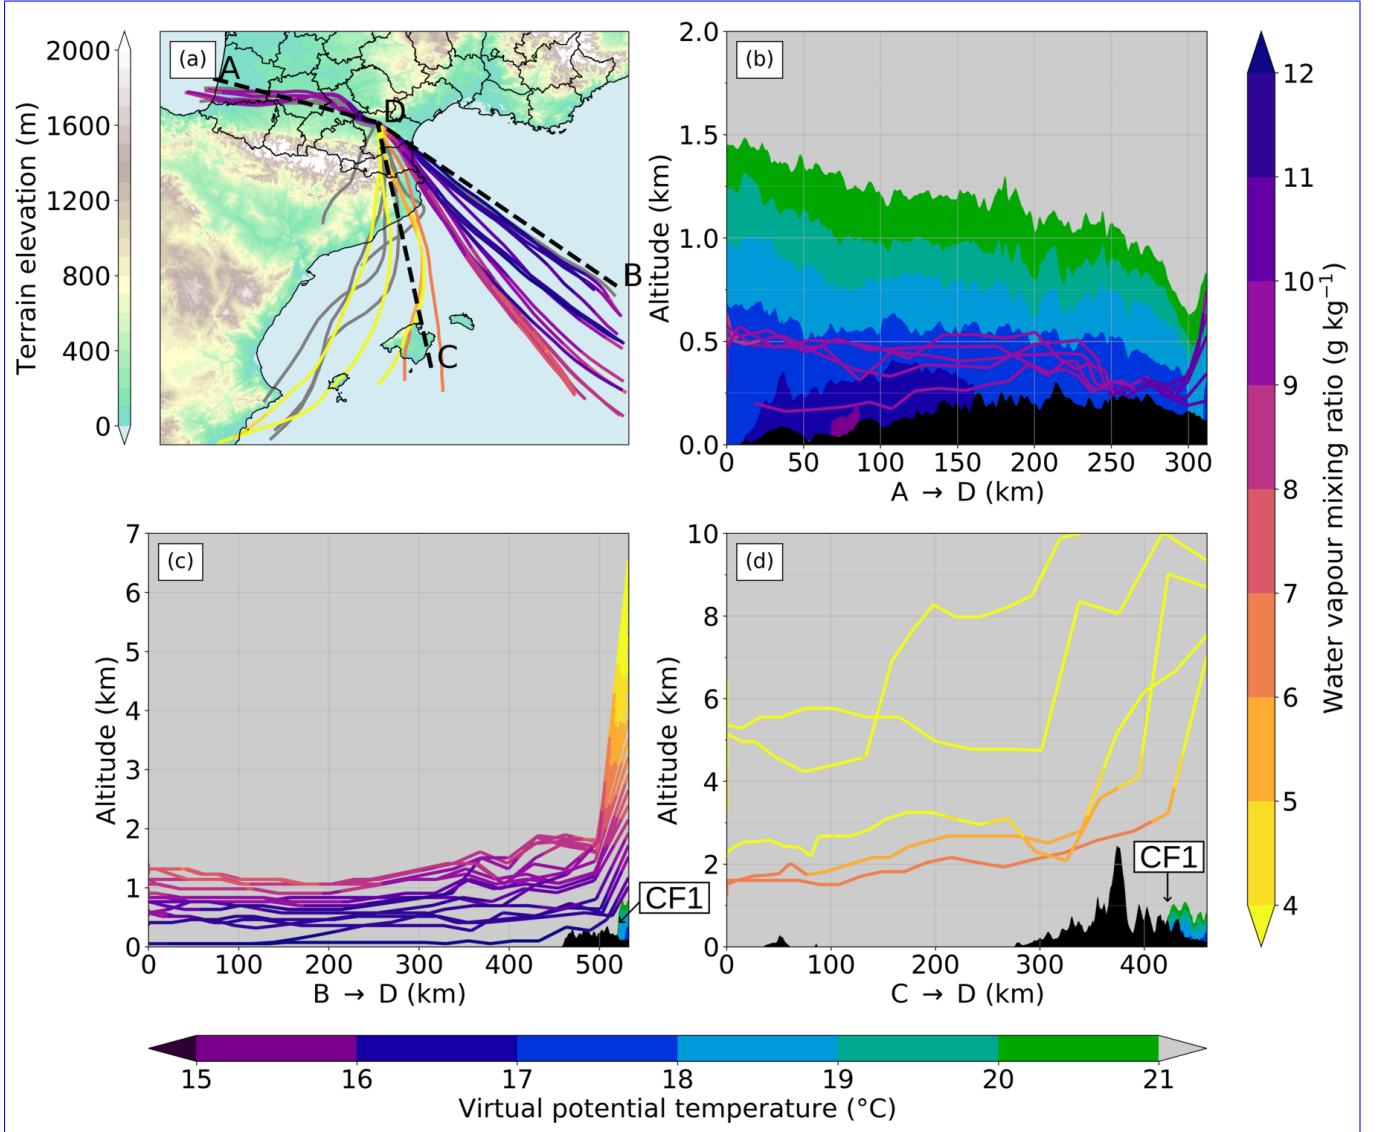 2000
1600
1200
800
400
0
Terrain elevation (m)
(a)
A
D
B
C
2.0
1.5
1.0
0.5
0.0
Altitude (km)
(b)
0 50 100 150 200 250 300
A → D (km)
7
6
5
4
3
2
1
0
Altitude (km)
(c)
CF1
0 100 200 300 400 500
B → D (km)
10
8
6
4
2
0
Altitude (km)
(d)
CF1
0 100 200 300 400
C → D (km)
12
11
10
9
8
7
6
5
4
Water vapour mixing ratio (g kg⁻¹)
15 16 17 18 19 20 21
Virtual potential temperature (°C)